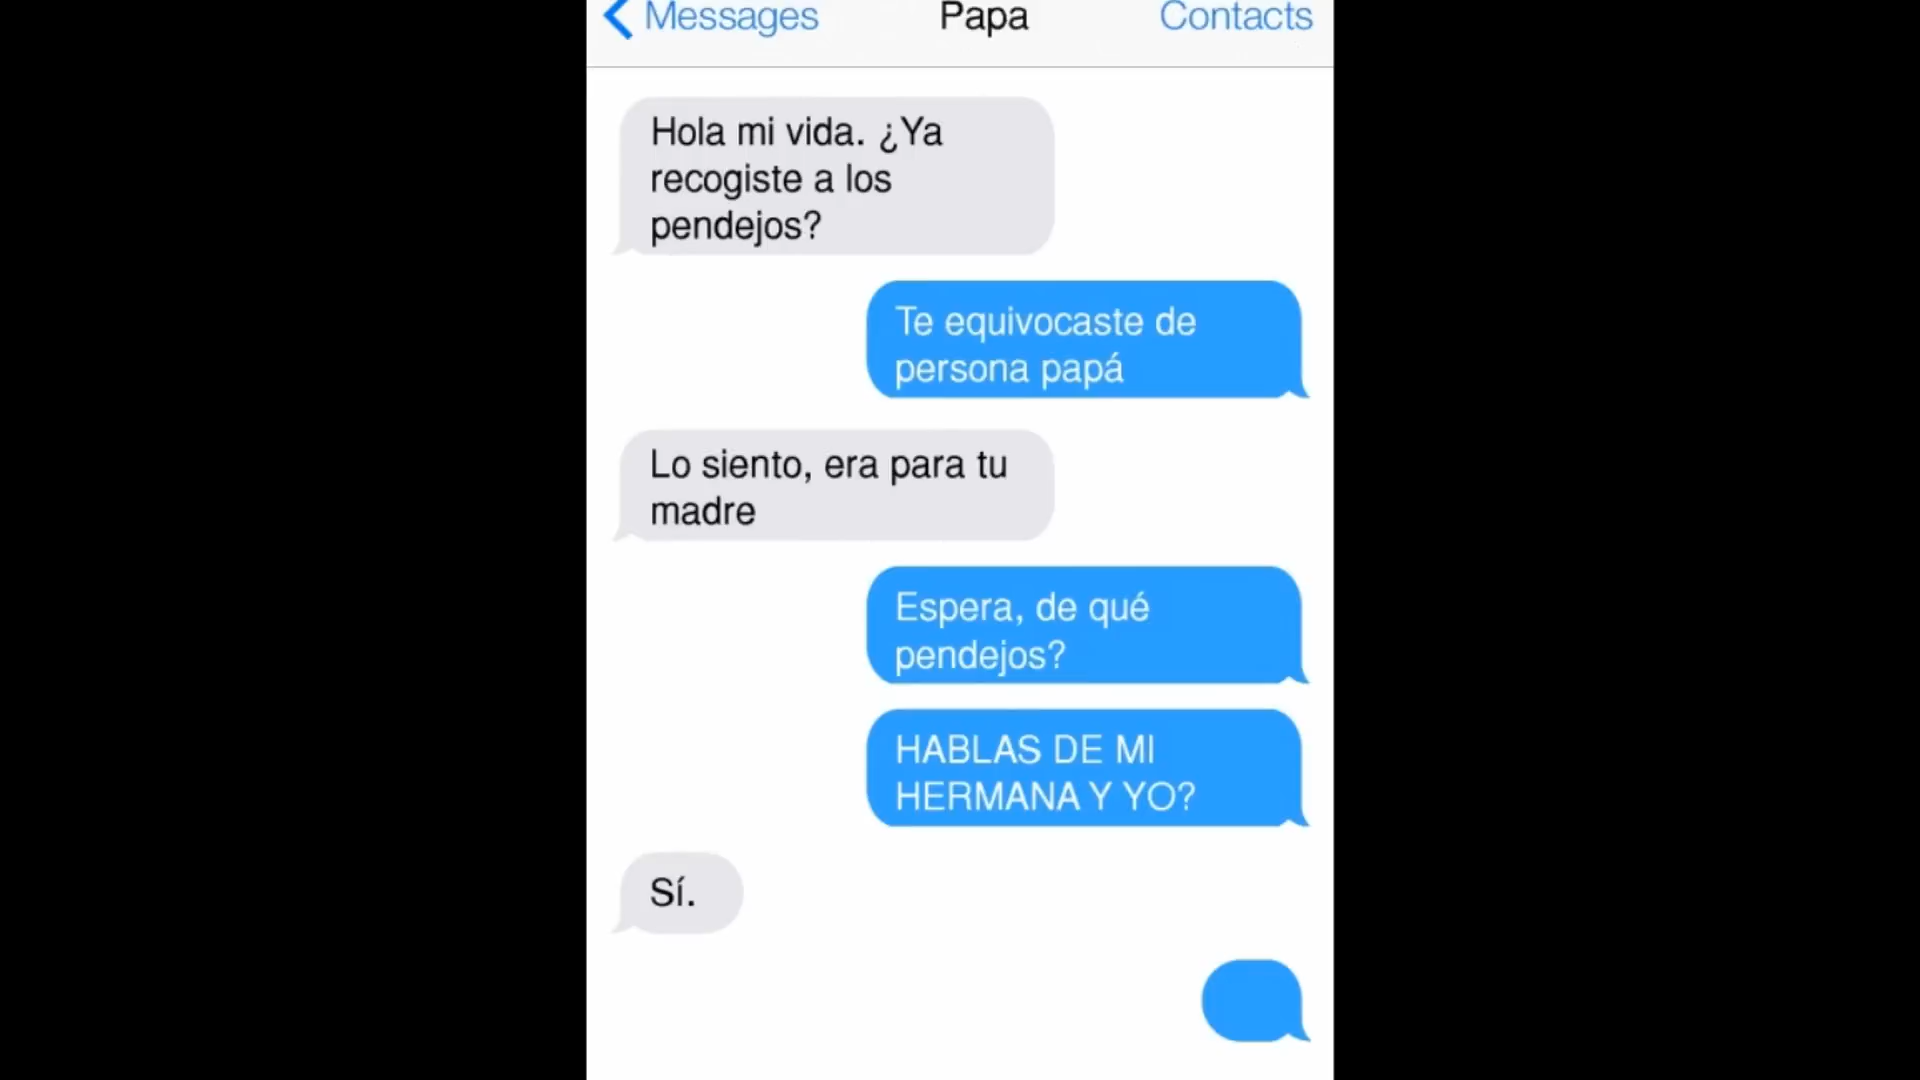 Messages Papa Contacts
Hola mi vida. ¿Ya
recogiste a los
pendejos?
Te equivocaste de
persona papá
Lo siento, era para tu
madre
Espera, de qué
pendejos?
HABLAS DE MI
HERMANA Y YO?
Sí.